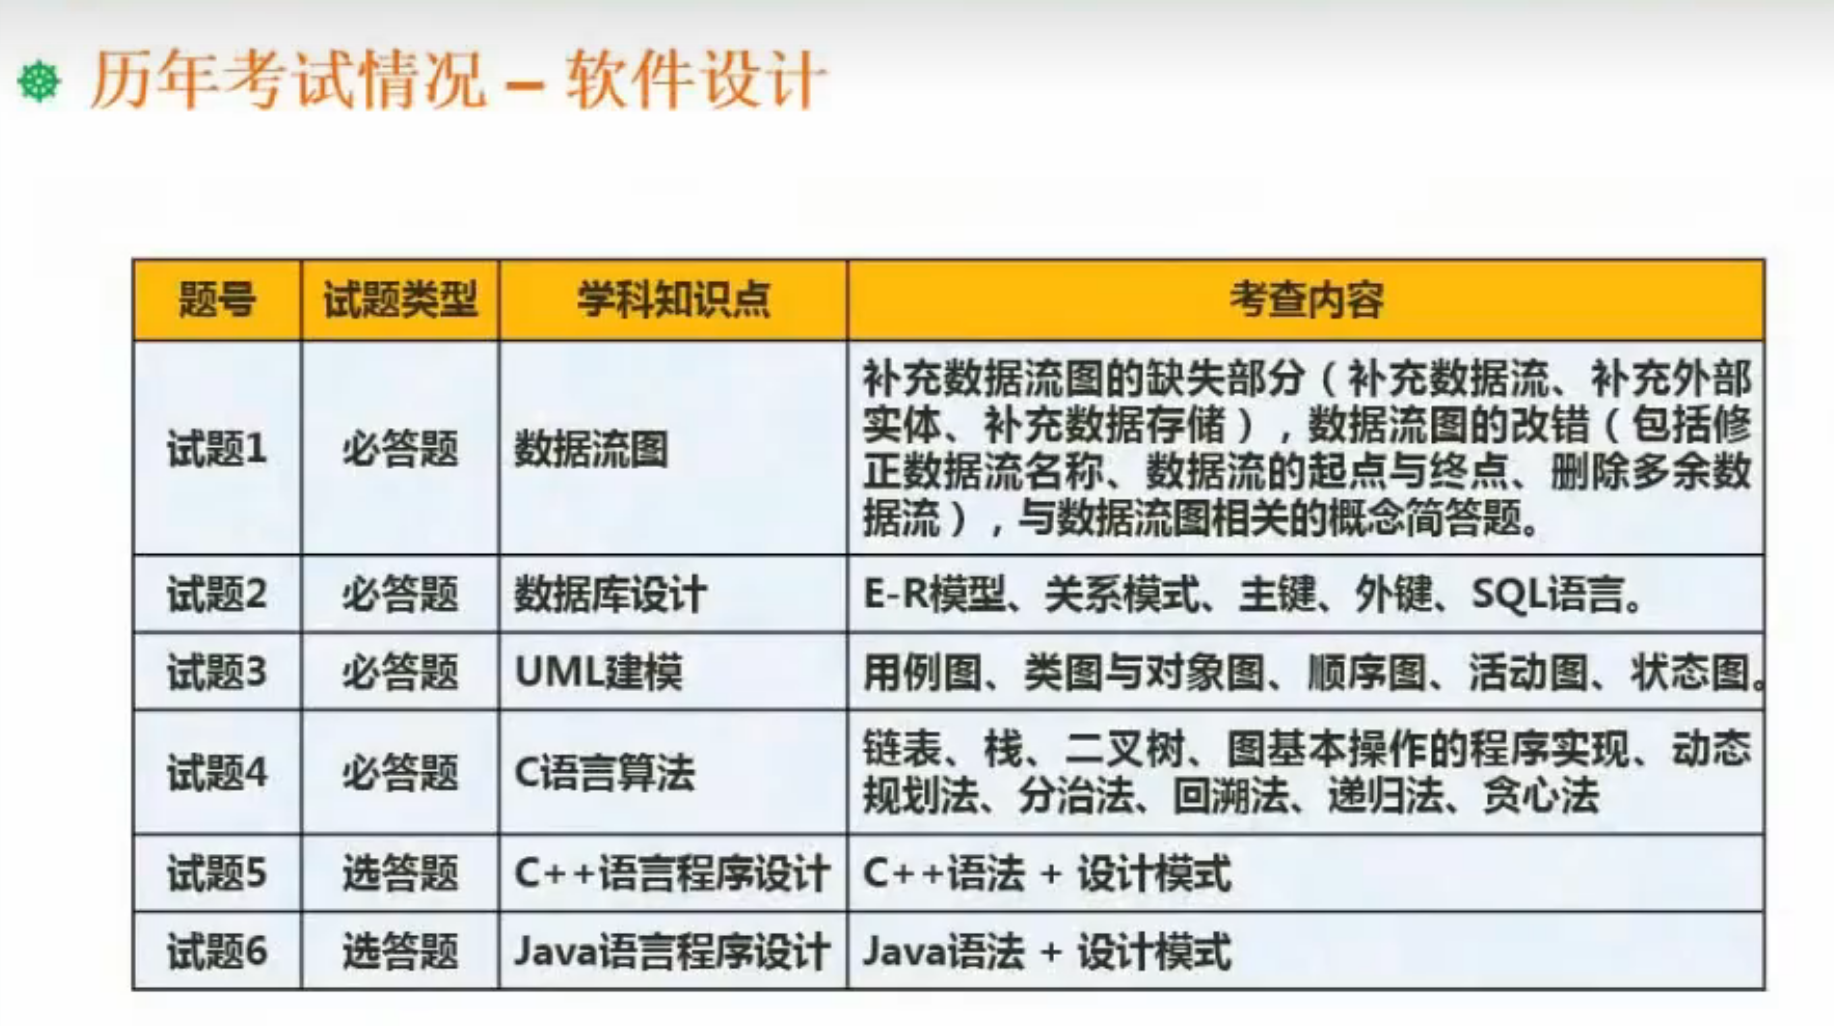 历年考试情况 – 软件设计
题号 试题类型 学科知识点 考查内容
试题1 必答题 数据流图
补充数据流图的缺失部分（补充数据流、补充外部
实体、补充数据存储），数据流图的改错（包括修
正数据流名称、数据流的起点与终点、删除多余数
据流），与数据流图相关的概念简答题。
试题2 必答题 数据库设计 E-R模型、关系模式、主键、外键、SQL语言。
试题3 必答题 UML建模 用例图、类图与对象图、顺序图、活动图、状态图。
试题4 必答题 C语言算法
链表、栈、二叉树、图基本操作的程序实现、动态
规划法、分治法、回溯法、递归法、贪心法
试题5 选答题 C++语言程序设计 C++语法 + 设计模式
试题6 选答题 Java语言程序设计 Java语法 + 设计模式